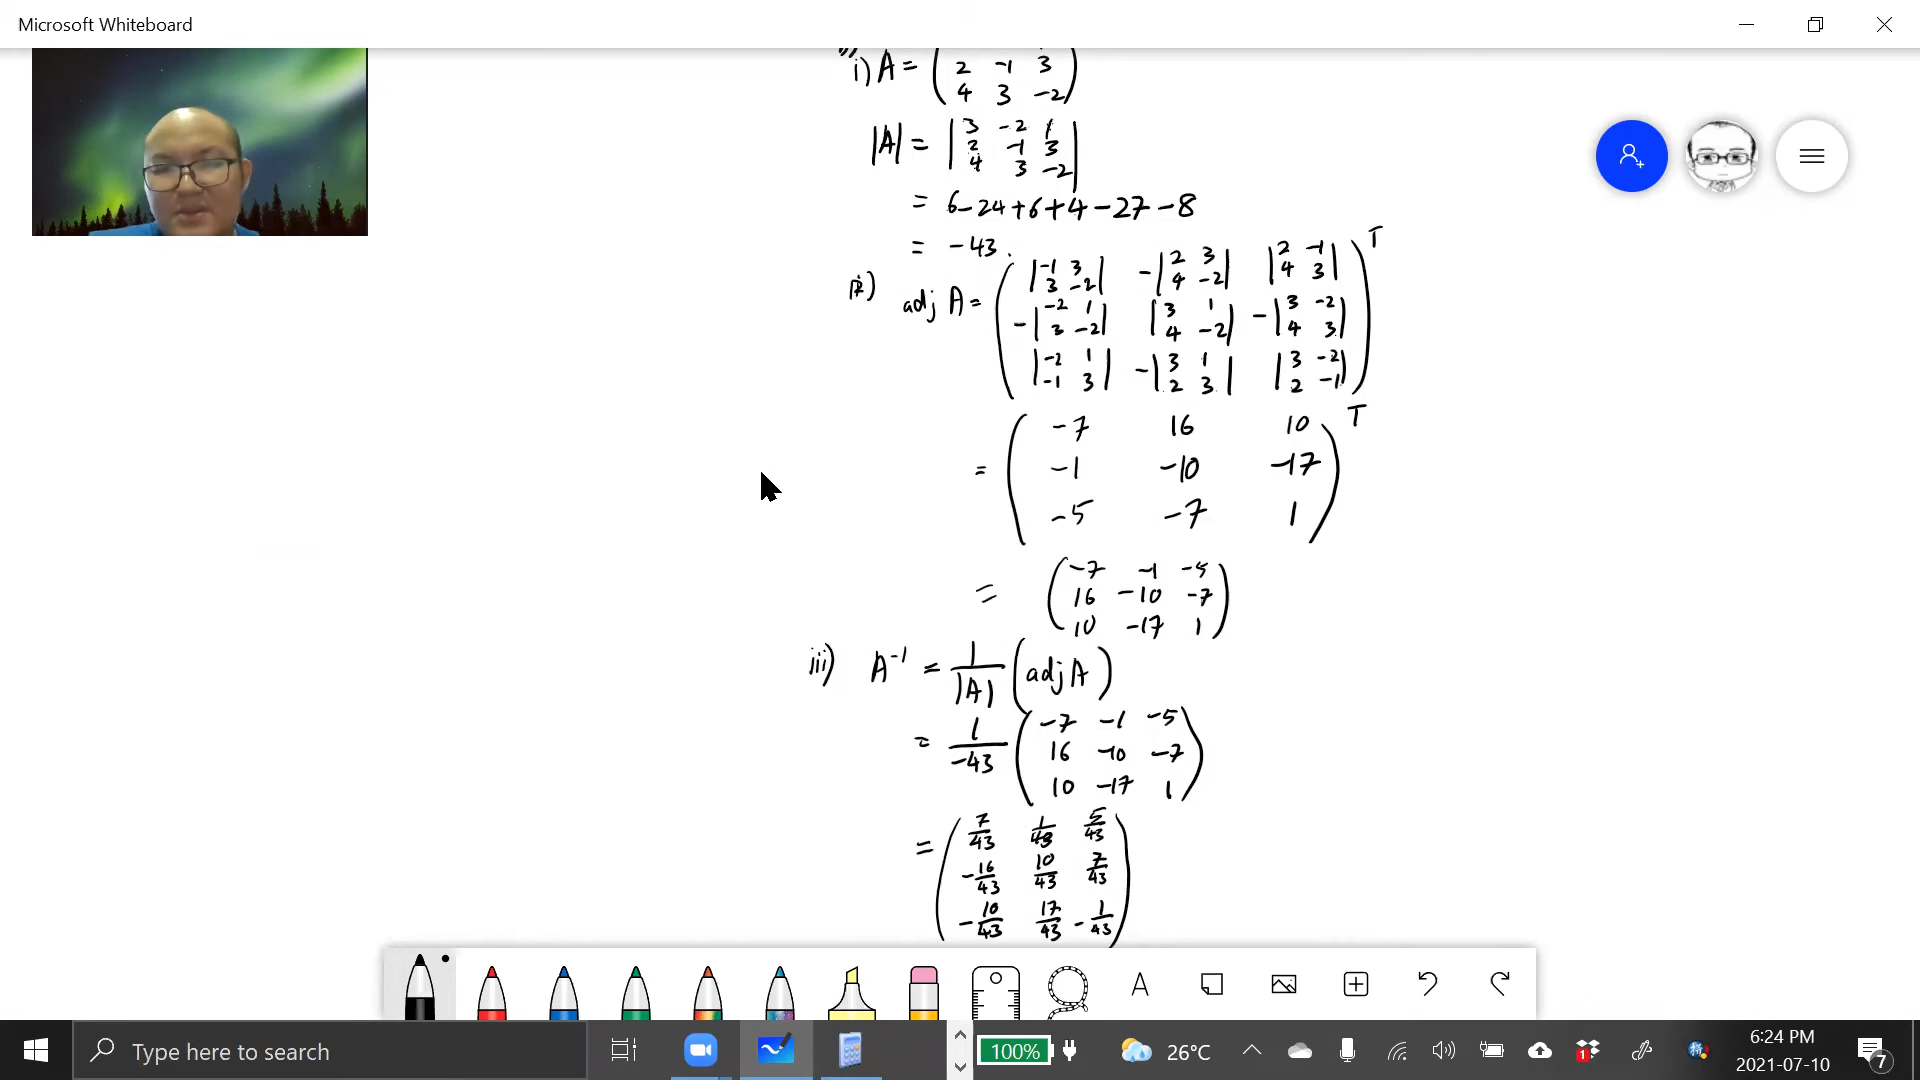 Microsoft Whiteboard
i) A = ( 2 -1 3
4 3 -2 )
|A| = | 3 -2 1
2 -1 3
4 3 -2 |
= 6-24+6+4-27-8
= -43.
ii) adj A = ( |-1 3 -|2 3 |2 -1 T
3 -2| 4 -2| 4 3|
-|-2 1 |3 1 -|3 -2
3 -2| 4 -2| 4 3|
|-2 1 -|3 1 |3 -2
-1 3| 2 3| 2 -1| )
= ( -7 16 10 T
-1 -10 -17
-5 -7 1 )
= ( -7 -1 -5
16 -10 -7
10 -17 1 )
iii) A⁻¹ = 1/|A| (adj A)
= 1/-43 ( -7 -1 -5
16 -10 -7
10 -17 1 )
= ( 7/43 1/43 5/43
-16/43 10/43 7/43
-10/43 17/43 -1/43 )
A
Type here to search
100%
26°C
1
6:24 PM
2021-07-10
7